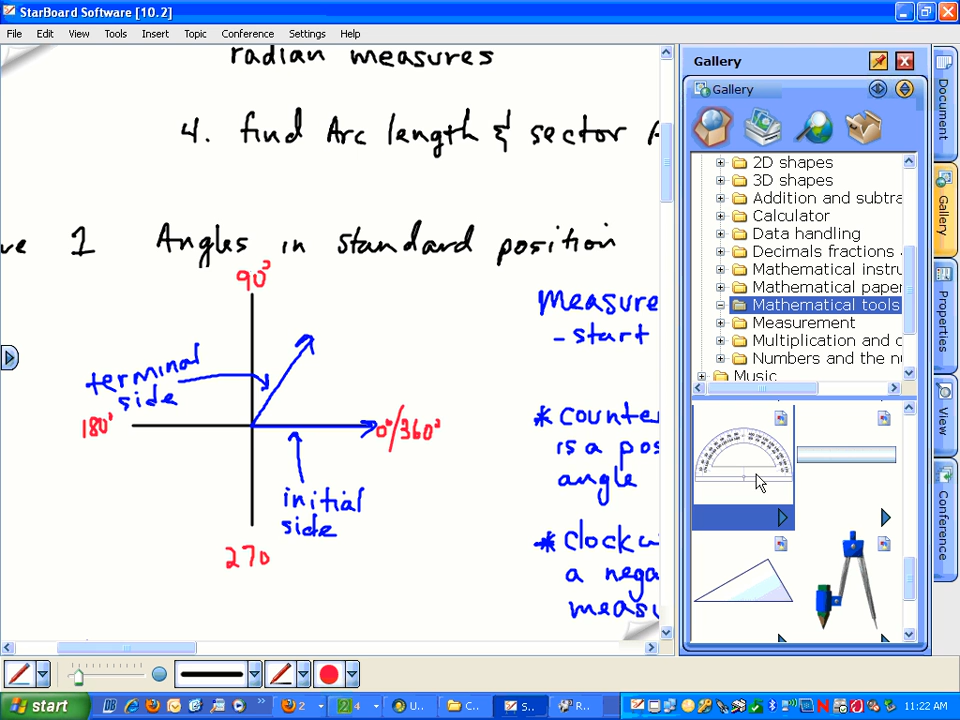 StarBoard Software [10.2]
File Edit View Tools Insert Topic Conference Settings Help
radian measures
4. find Arc length & sector
1 Angles in standard position
90°
terminal
side
180°
0°/360°
initial
side
270
Measure
- start
* counter
is a pos
angle
* clockw
a nega
measu
Gallery
Gallery
2D shapes
3D shapes
Addition and subtra
Calculator
Data handling
Decimals fractions
Mathematical instru
Mathematical paper
Mathematical tools
Measurement
Multiplication and
Numbers and the nu
Music
Document
Gallery
Properties
View
Conference
start
2
4
U...
C...
S...
R...
11:22 AM